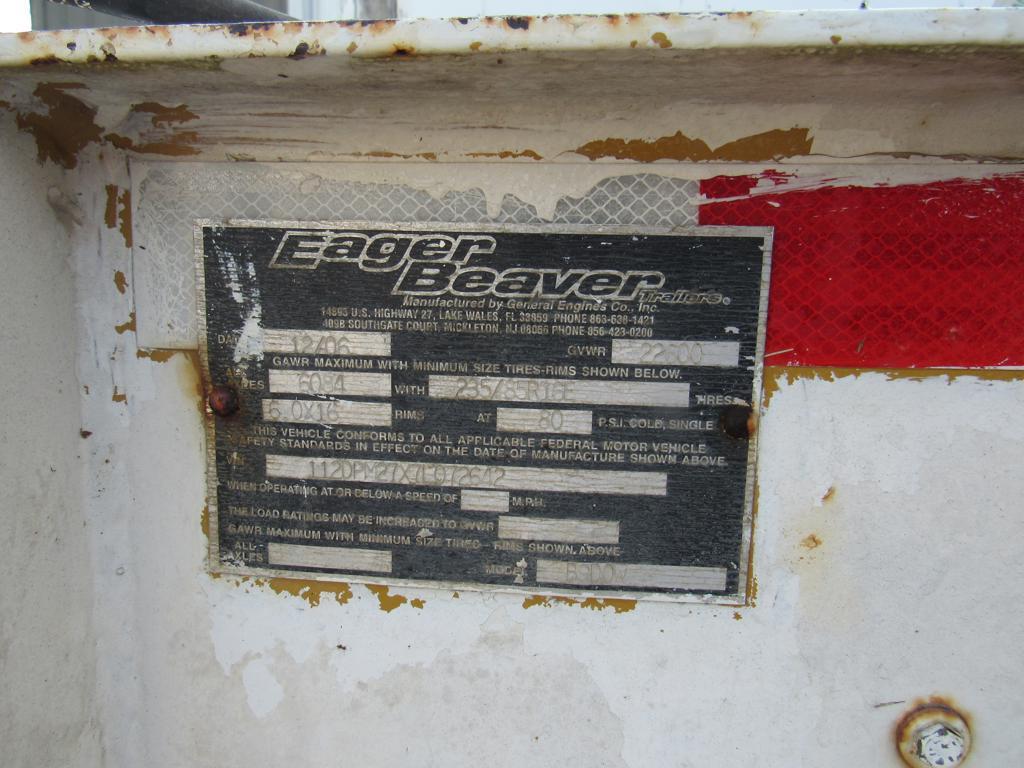 Eager
Beaver
Trailers®
Manufactured by General Engines Co., Inc.
14895 U.S. HIGHWAY 27, LAKE WALES, FL 33859 PHONE 863-638-1421
109B SOUTHGATE COURT, MICKLETON, NJ 08056 PHONE 856-423-0200
12/06 GVWR
GAWR MAXIMUM WITH MINIMUM SIZE TIRES-RIMS SHOWN BELOW.
6084 WITH 235/85R16E TIRES
6.0X16 RIMS AT 80 P.S.I. COLD, SINGLE
THIS VEHICLE CONFORMS TO ALL APPLICABLE FEDERAL MOTOR VEHICLE
SAFETY STANDARDS IN EFFECT ON THE DATE OF MANUFACTURE SHOWN ABOVE.
112DPM27X7L072642
WHEN OPERATING AT OR BELOW A SPEED OF M.P.H.
THE LOAD RATINGS MAY BE INCREASED TO GVWR
GAWR MAXIMUM WITH MINIMUM SIZE TIRES - RIMS SHOWN ABOVE
ALL
AXLES MODEL